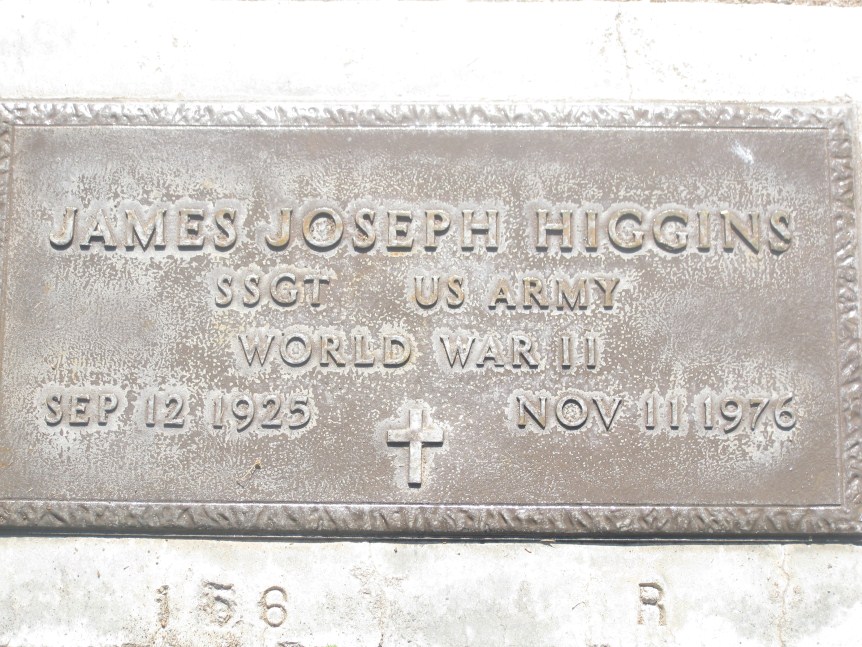 JAMES JOSEPH HIGGINS
SSGT US ARMY
WORLD WAR II
SEP 12 1925 NOV 11 1976
156 R